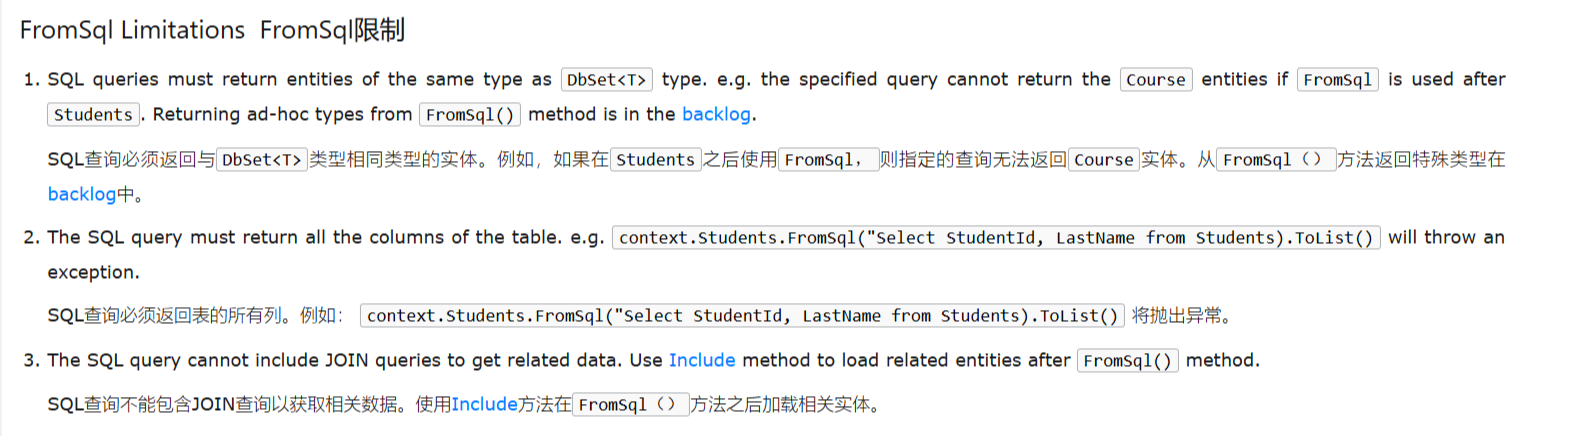 FromSql Limitations  FromSql限制
1. SQL queries must return entities of the same type as DbSet<T> type. e.g. the specified query cannot return the Course entities if FromSql is used after
Students. Returning ad-hoc types from FromSql() method is in the backlog.
SQL查询必须返回与DbSet<T>类型相同类型的实体。例如，如果在Students之后使用FromSql，则指定的查询无法返回Course实体。从FromSql（）方法返回特殊类型在
backlog中。
2. The SQL query must return all the columns of the table. e.g. context.Students.FromSql("Select StudentId, LastName from Students).ToList() will throw an
exception.
SQL查询必须返回表的所有列。例如： context.Students.FromSql("Select StudentId, LastName from Students).ToList() 将抛出异常。
3. The SQL query cannot include JOIN queries to get related data. Use Include method to load related entities after FromSql() method.
SQL查询不能包含JOIN查询以获取相关数据。使用Include方法在FromSql（）方法之后加载相关实体。